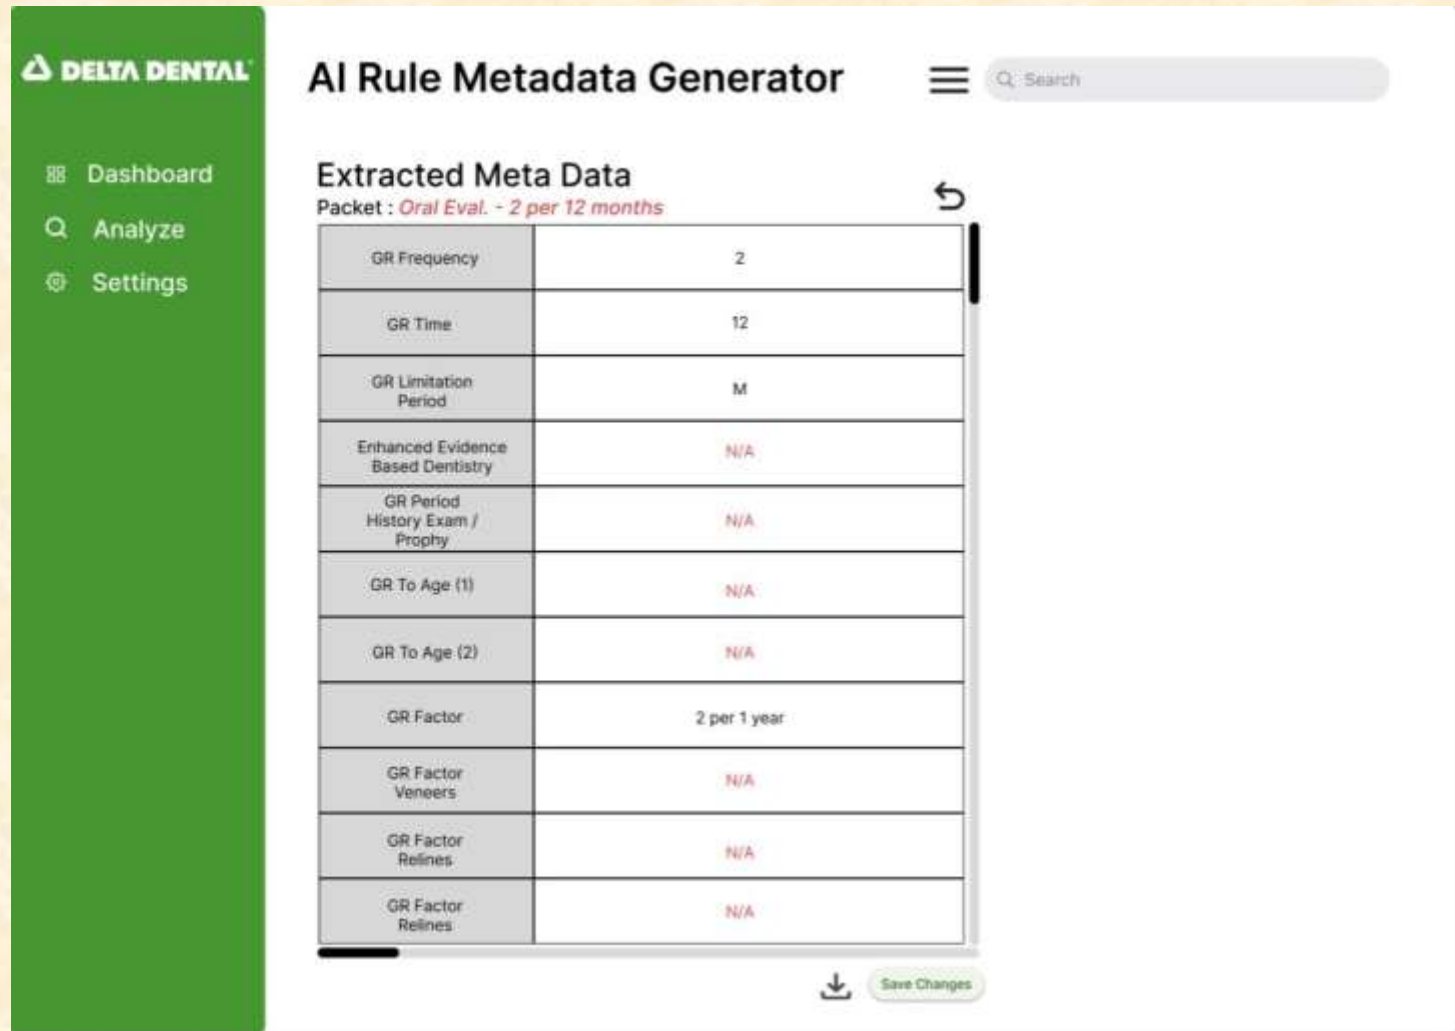 DELTA DENTAL
AI Rule Metadata Generator
Search
Dashboard
Analyze
Settings
Extracted Meta Data
Packet : Oral Eval. - 2 per 12 months
GR Frequency 2
GR Time 12
GR Limitation
Period
M
Enhanced Evidence
Based Dentistry
N/A
GR Period
History Exam /
Prophy
N/A
GR To Age (1) N/A
GR To Age (2) N/A
GR Factor 2 per 1 year
GR Factor
Veneers
N/A
GR Factor
Relines
N/A
GR Factor
Relines
N/A
Save Changes